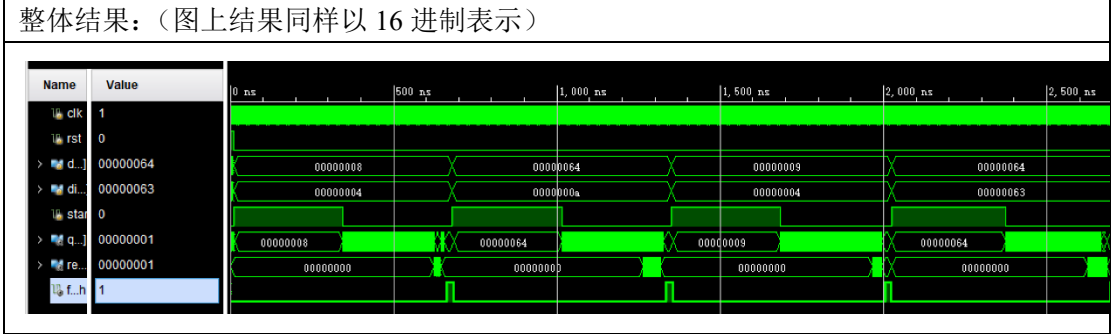 整体结果：（图上结果同样以 16 进制表示）
Name Value 0 ns 500 ns 1,000 ns 1,500 ns 2,000 ns 2,500 ns
clk 1
rst 0
d...] 00000064 00000008 00000064 00000009 00000064
di... 00000063 00000004 0000000a 00000004 00000063
star 0
q...] 00000001 00000008 00000064 00000009 00000064
re... 00000001 00000000 00000000 00000000 00000000
f...h 1